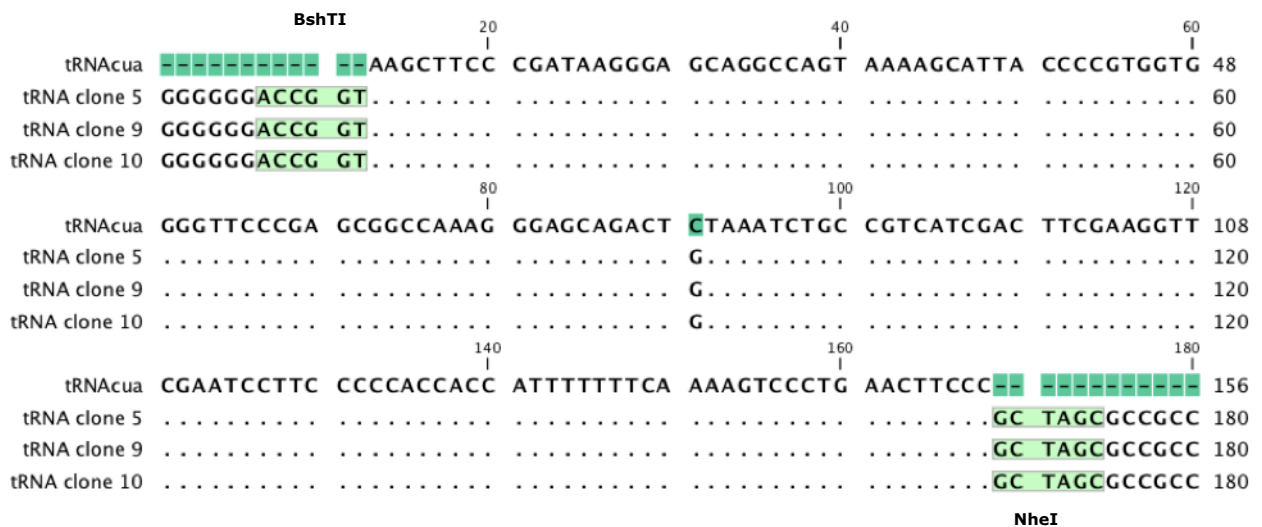 BshTI
20 40 60
tRNAcua ---------- --AAGCTTCC CGATAAGGGA GCAGGCCAGT AAAAGCATTA CCCCGTGGTG 48
tRNA clone 5 GGGGGGACCG GT........ .......... .......... .......... .......... 60
tRNA clone 9 GGGGGGACCG GT........ .......... .......... .......... .......... 60
tRNA clone 10 GGGGGGACCG GT........ .......... .......... .......... .......... 60
80 100 120
tRNAcua GGGTTCCCGA GCGGCCAAAG GGAGCAGACT CTAAATCTGC CGTCATCGAC TTCGAAGGTT 108
tRNA clone 5 .......... .......... .......... G......... .......... .......... 120
tRNA clone 9 .......... .......... .......... G......... .......... .......... 120
tRNA clone 10 .......... .......... .......... G......... .......... .......... 120
140 160 180
tRNAcua CGAATCCTTC CCCCACCACC ATTTTTTTCA AAAGTCCCTG AACTTCCC-- ---------- 156
tRNA clone 5 .......... .......... .......... .......... ........GC TAGCGCCGCC 180
tRNA clone 9 .......... .......... .......... .......... ........GC TAGCGCCGCC 180
tRNA clone 10 .......... .......... .......... .......... ........GC TAGCGCCGCC 180
NheI